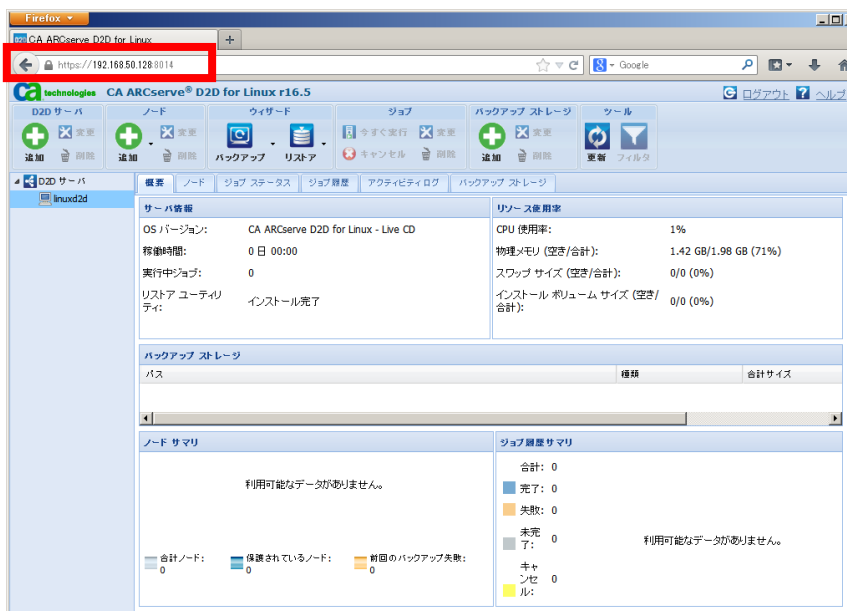 Firefox
CA ARCserve D2D for Linux
https://192.168.50.128:8014
Google
ca technologies CA ARCserve® D2D for Linux r16.5
ログアウト ヘルプ
D2D サーバ ノード ウィザード ジョブ バックアップ ストレージ ツール
追加 変更 削除 追加 変更 削除 バックアップ リストア 今すぐ実行 キャンセル 変更 削除 追加 変更 削除 更新 フィルタ
D2D サーバ
linuxd2d
概要 ノード ジョブ ステータス ジョブ履歴 アクティビティ ログ バックアップ ストレージ
サーバ情報
OS バージョン: CA ARCserve D2D for Linux - Live CD
稼働時間: 0 日 00:00
実行中ジョブ: 0
リストア ユーティリ
ティ: インストール完了
リソース使用率
CPU 使用率: 1%
物理メモリ (空き/合計): 1.42 GB/1.98 GB (71%)
スワップ サイズ (空き/合計): 0/0 (0%)
インストール ボリューム サイズ (空き/
合計): 0/0 (0%)
バックアップ ストレージ
パス 種類 合計サイズ
ノード サマリ
利用可能なデータがありません。
合計ノード:
0
保護されているノード:
0
前回のバックアップ失敗:
0
ジョブ履歴サマリ
合計: 0
完了: 0
失敗: 0
未完
了: 0
キャ
ンセ
ル: 0
利用可能なデータがありません。